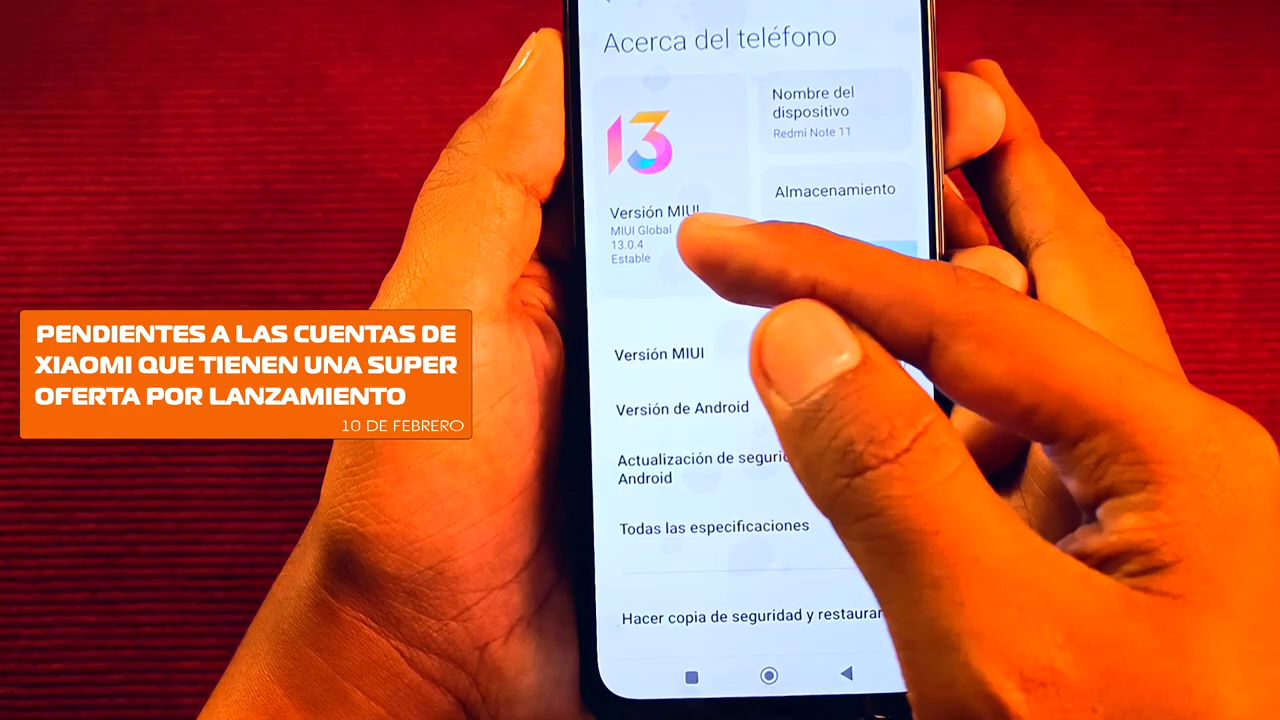 Acerca del teléfono
13
Versión MIUI
MIUI Global
13.0.4
Estable
Nombre del
dispositivo
Redmi Note 11
Almacenamiento
Versión MIUI
Versión de Android
Actualización de
Android
Todas las especificaciones
Hacer copia de seguridad y restaurar
PENDIENTES A LAS CUENTAS DE
XIAOMI QUE TIENEN UNA SUPER
OFERTA POR LANZAMIENTO
10 DE FEBRERO